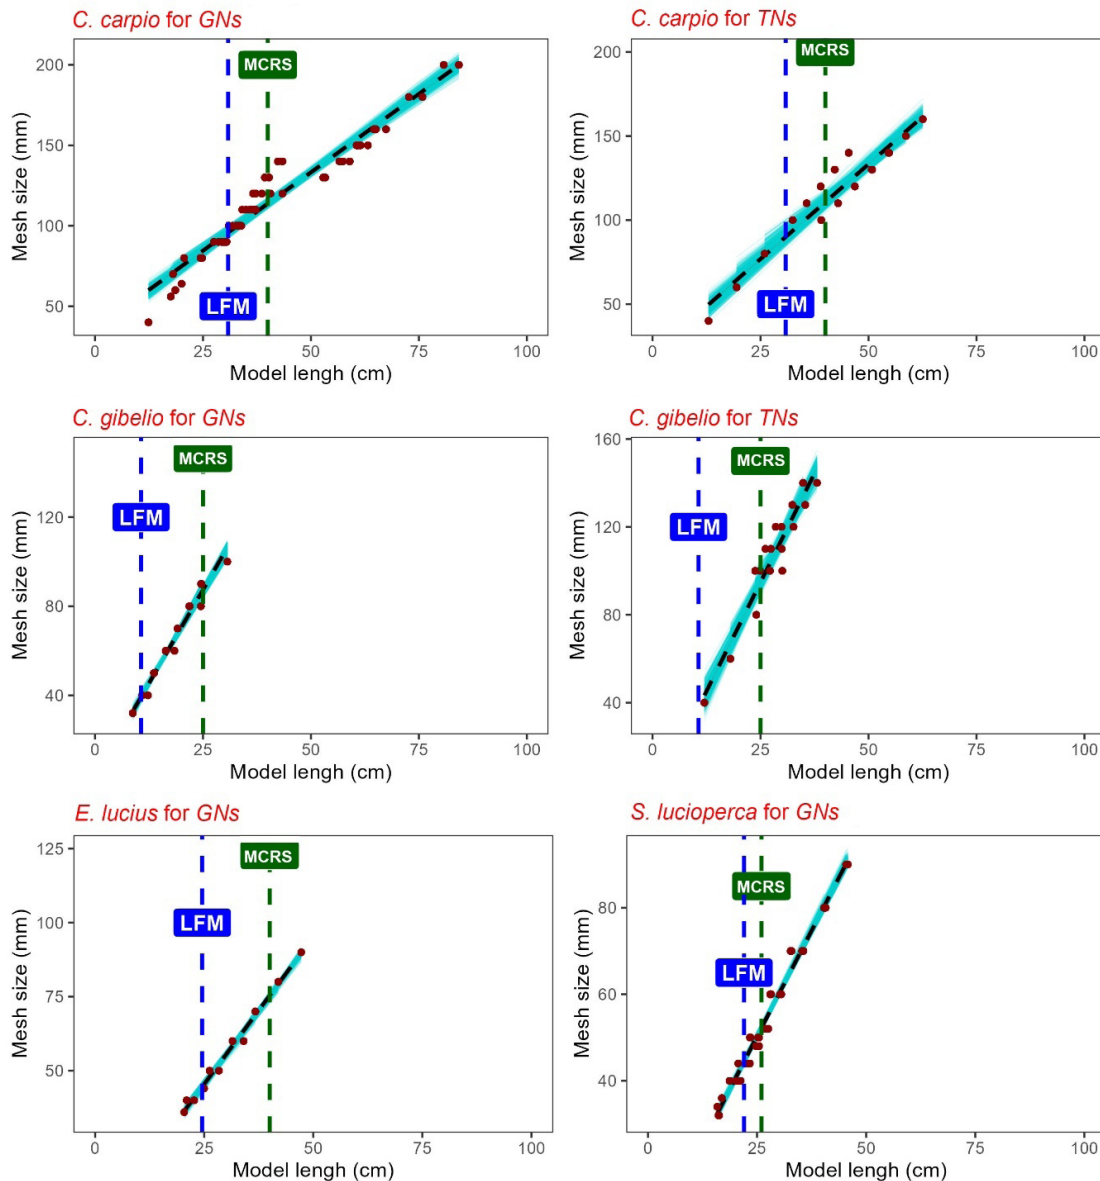 C. carpio for GNs
C. carpio for TNs
MCRS
LFM
200
150
100
50
0 25 50 75 100
Mesh size (mm)
Model lengh (cm)
MCRS
LFM
200
150
100
50
0 25 50 75 100
Mesh size (mm)
Model lengh (cm)
C. gibelio for GNs
C. gibelio for TNs
MCRS
LFM
120
80
40
0 25 50 75 100
Mesh size (mm)
Model lengh (cm)
MCRS
LFM
160
120
80
40
0 25 50 75 100
Mesh size (mm)
Model lengh (cm)
E. lucius for GNs
S. lucioperca for GNs
MCRS
LFM
125
100
75
50
0 25 50 75 100
Mesh size (mm)
Model lengh (cm)
MCRS
LFM
80
60
40
0 25 50 75 100
Mesh size (mm)
Model lengh (cm)